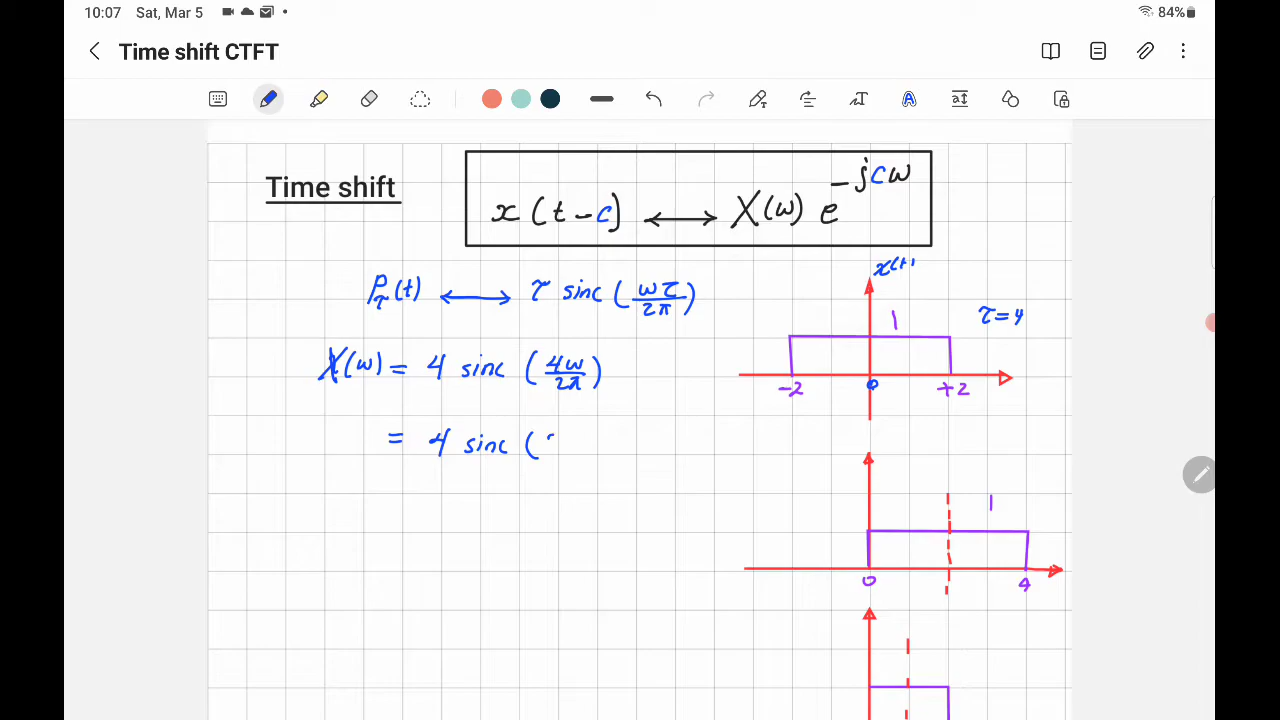 10:07 Sat, Mar 5 84%
Time shift CTFT
Time shift
x(t-c) ⟷ X(ω) e^{-jcω}
x(t)
P_τ(t) ⟷ τ sinc (ωτ/2π)
1
τ=4
X(ω) = 4 sinc (4ω/2π)
-2 0 +2
= 4 sinc (
1
0 4